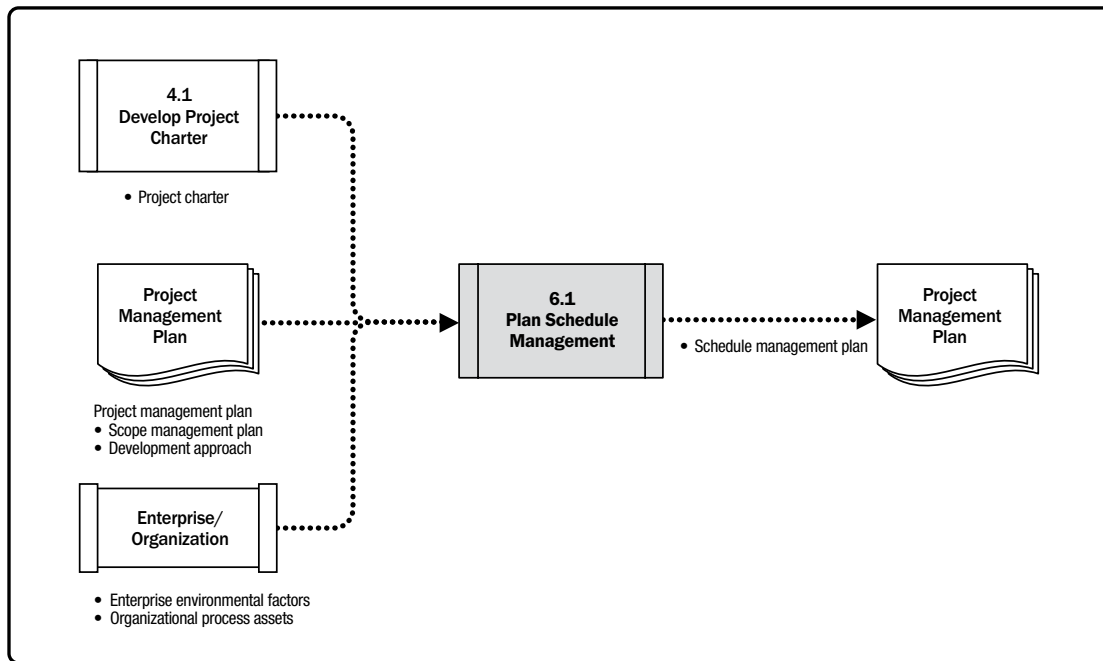 4.1
Develop Project
Charter
• Project charter
Project
Management
Plan
Project management plan
• Scope management plan
• Development approach
Enterprise/
Organization
• Enterprise environmental factors
• Organizational process assets
6.1
Plan Schedule
Management
• Schedule management plan
Project
Management
Plan